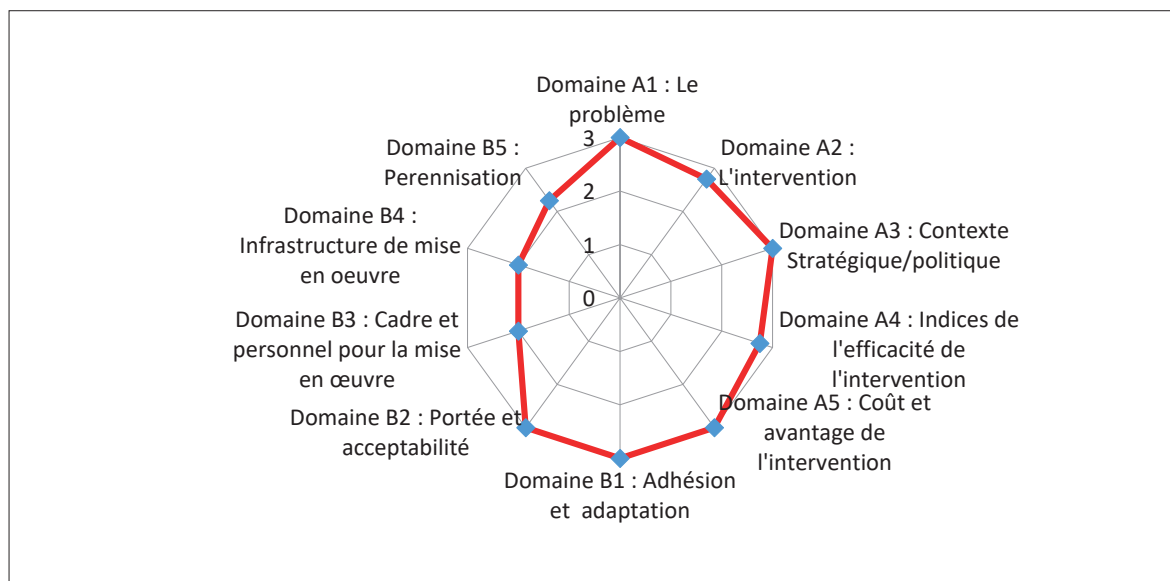 Domaine A1 : Le
problème
Domaine A2 :
L'intervention
Domaine A3 : Contexte
Stratégique/politique
Domaine A4 : Indices de
l'efficacité de
l'intervention
Domaine A5 : Coût et
avantage de
l'intervention
Domaine B1 : Adhésion
et adaptation
Domaine B2 : Portée et
acceptabilité
Domaine B3 : Cadre et
personnel pour la mise
en œuvre
Domaine B4 :
Infrastructure de mise
en oeuvre
Domaine B5 :
Perennisation
3
2
1
0